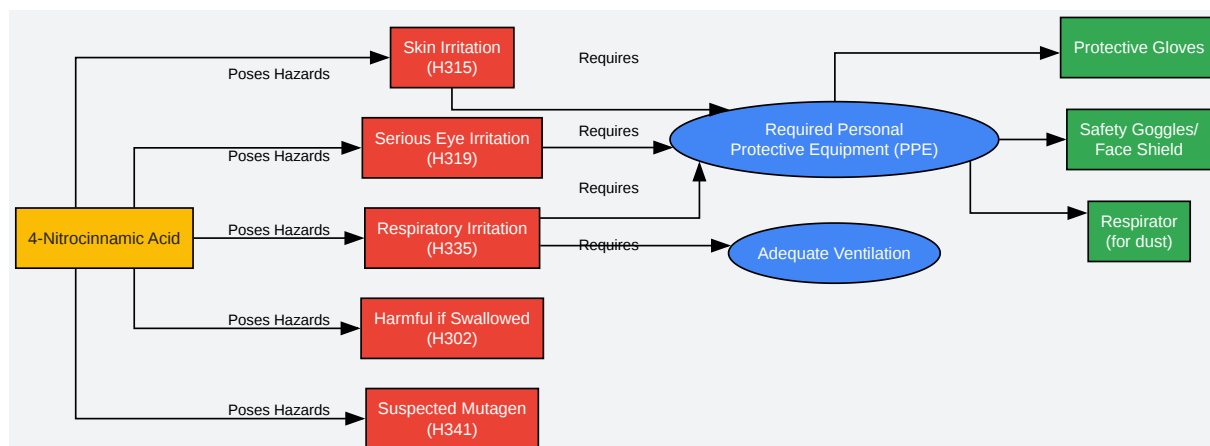 Skin Irritation
(H315)
Poses Hazards
Requires
Protective Gloves
Serious Eye Irritation
(H319)
Poses Hazards
Requires
Required Personal
Protective Equipment (PPE)
Safety Goggles/
Face Shield
4-Nitrocinnamic Acid
Poses Hazards
Respiratory Irritation
(H335)
Requires
Requires
Adequate Ventilation
Respirator
(for dust)
Poses Hazards
Harmful if Swallowed
(H302)
Poses Hazards
Suspected Mutagen
(H341)